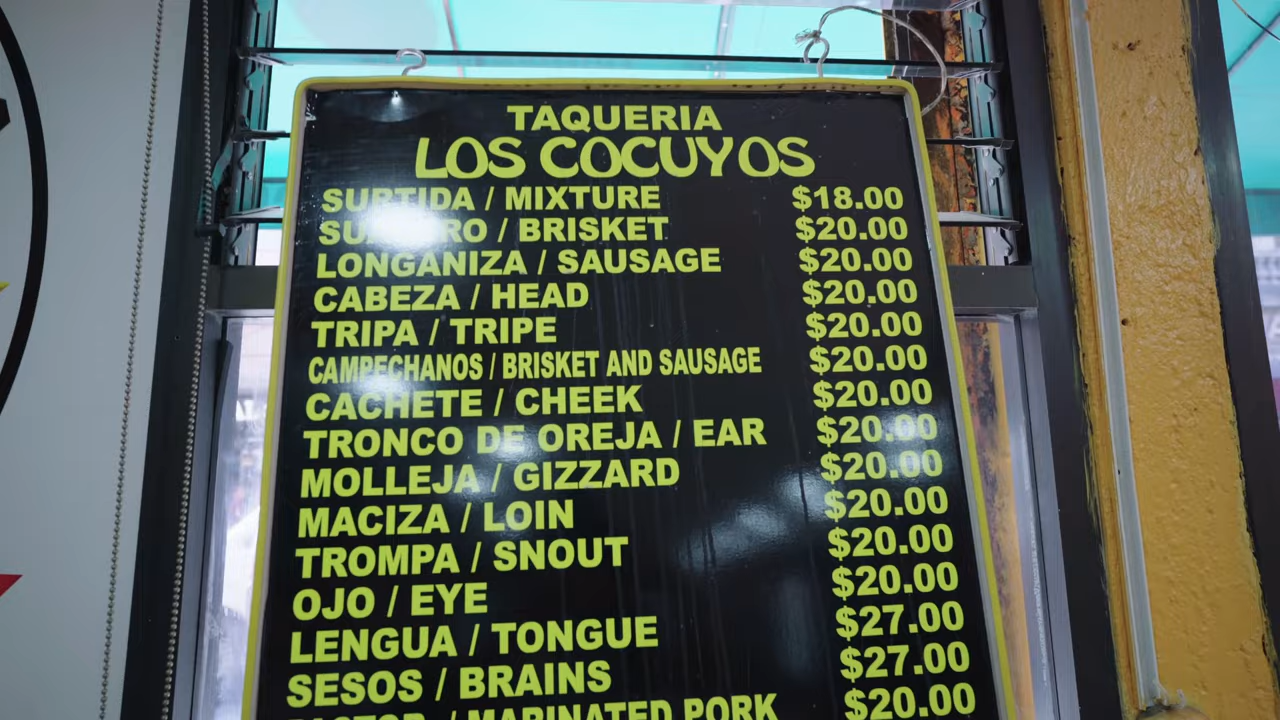 TAQUERIA
LOS COCUYOS
SURTIDA / MIXTURE $18.00
/ BRISKET $20.00
LONGANIZA / SAUSAGE $20.00
CABEZA / HEAD $20.00
TRIPA / TRIPE $20.00
CAMPECHANOS / BRISKET AND SAUSAGE $20.00
CACHETE / CHEEK $20.00
TRONCO DE OREJA / EAR $20.00
MOLLEJA / GIZZARD $20.00
MACIZA / LOIN $20.00
TROMPA / SNOUT $20.00
OJO / EYE $20.00
LENGUA / TONGUE $27.00
SESOS / BRAINS $27.00
PASTOR / MARINATED PORK $20.00